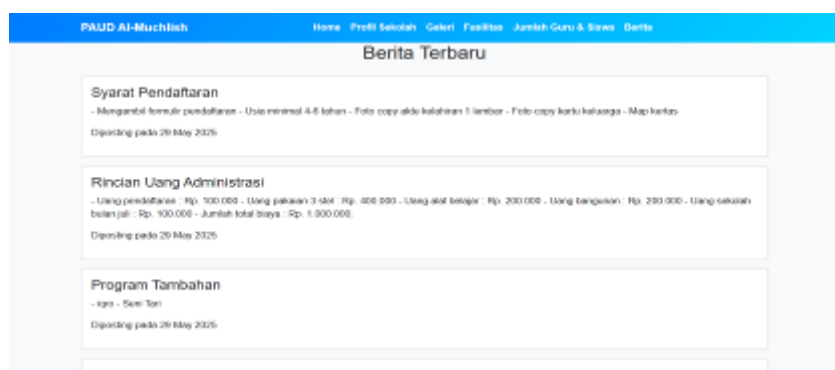 PAUD Al-Muchlish
Home Profil Sekolah Galeri Fasilitas Jumlah Guru & Siswa Berita
Berita Terbaru
Syarat Pendaftaran
- Mengambil formulir pendaftaran - Usia minimal 4-6 tahun - Foto copy akte kelahiran 1 lembar - Foto copy kartu keluarga - Map kertas
Diposting pada 29 May 2025
Rincian Uang Administrasi
- Uang pendaftaran : Rp. 100.000 - Uang pakaian 3 stel : Rp. 400.000 - Uang alat belajar : Rp. 200.000 - Uang bangunan : Rp. 200.000 - Uang sekolah
bulan juli : Rp. 100.000 - Jumlah total biaya : Rp. 1.000.000;
Diposting pada 29 May 2025
Program Tambahan
- iqro - Seni Tari
Diposting pada 29 May 2025